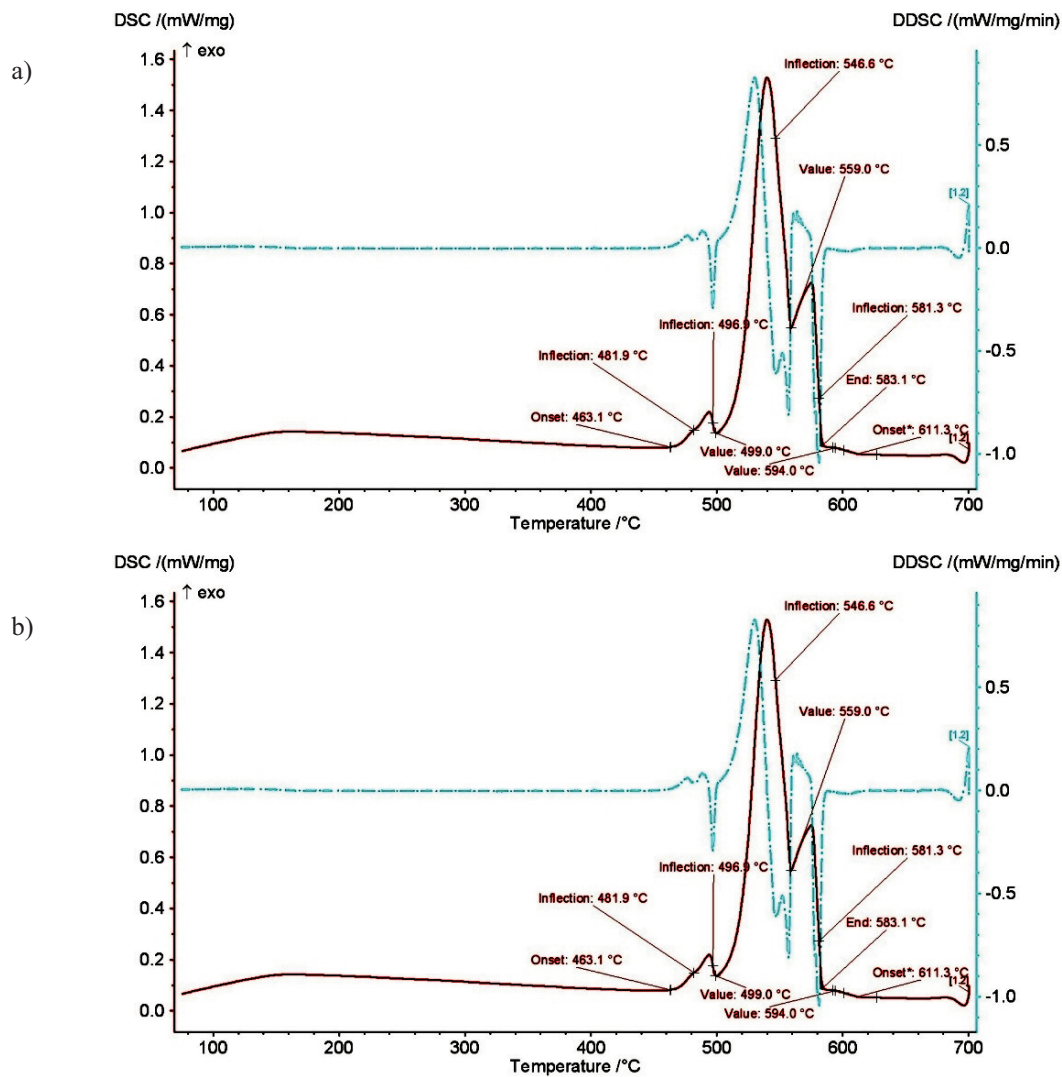 a)
DSC /(mW/mg)
DDSC /(mW/mg/min)
↑ exo
1.6
1.4
1.2
1.0
0.8
0.6
0.4
0.2
0.0
0.5
0.0
-0.5
-1.0
Inflection: 546.6 °C
Value: 559.0 °C
[1.2]
Inflection: 496.9 °C
Inflection: 581.3 °C
Inflection: 481.9 °C
End: 583.1 °C
Onset: 463.1 °C
Onset*: 611.3 °C
[1.2]
Value: 499.0 °C
Value: 594.0 °C
100 200 300 400 500 600 700
Temperature /°C
b)
DSC /(mW/mg)
DDSC /(mW/mg/min)
↑ exo
1.6
1.4
1.2
1.0
0.8
0.6
0.4
0.2
0.0
0.5
0.0
-0.5
-1.0
Inflection: 546.6 °C
Value: 559.0 °C
[1.2]
Inflection: 496.9 °C
Inflection: 581.3 °C
Inflection: 481.9 °C
End: 583.1 °C
Onset: 463.1 °C
Onset*: 611.3 °C
[1.2]
Value: 499.0 °C
Value: 594.0 °C
100 200 300 400 500 600 700
Temperature /°C